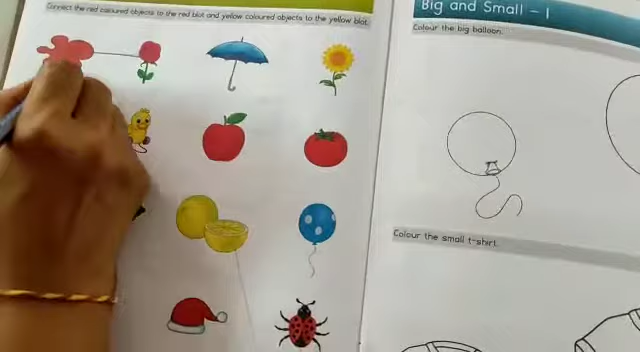 Connect the red coloured objects to the red blot and yellow coloured objects to the yellow blot.
Big and Small - 1
Colour the big balloon.
Colour the small t-shirt.